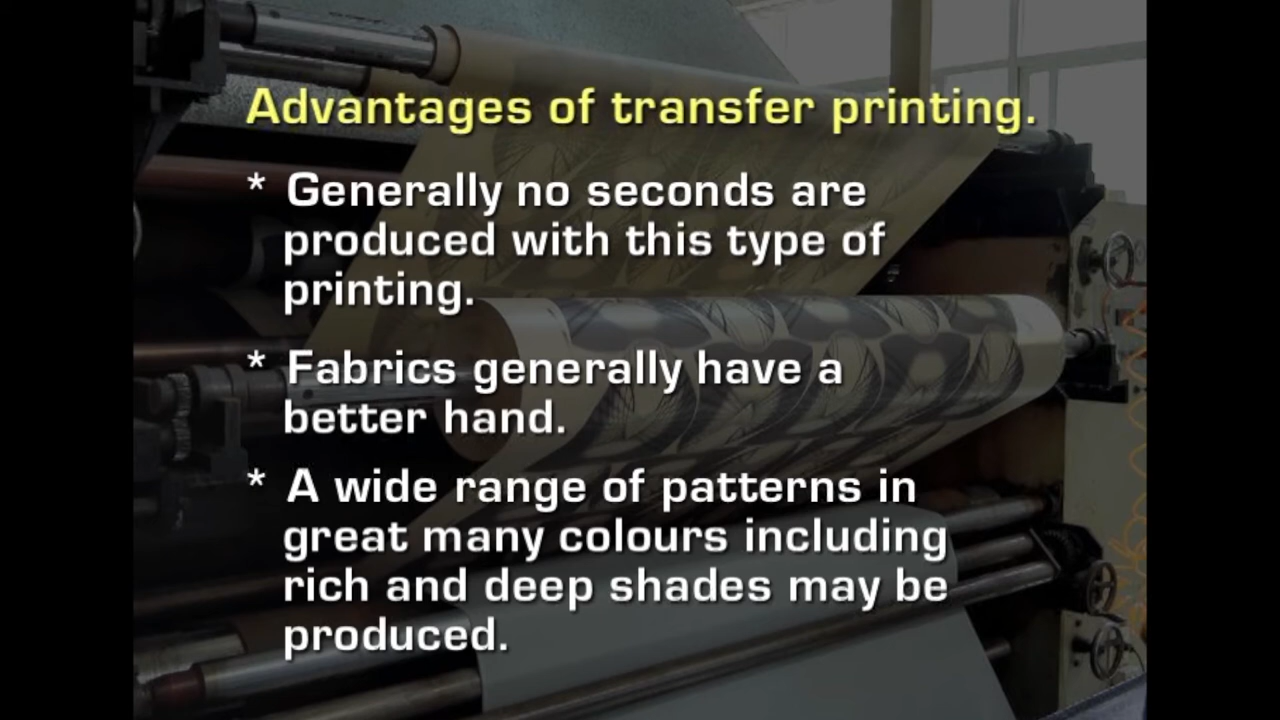 Advantages of transfer printing.
* Generally no seconds are
produced with this type of
printing.
* Fabrics generally have a
better hand.
* A wide range of patterns in
great many colours including
rich and deep shades may be
produced.